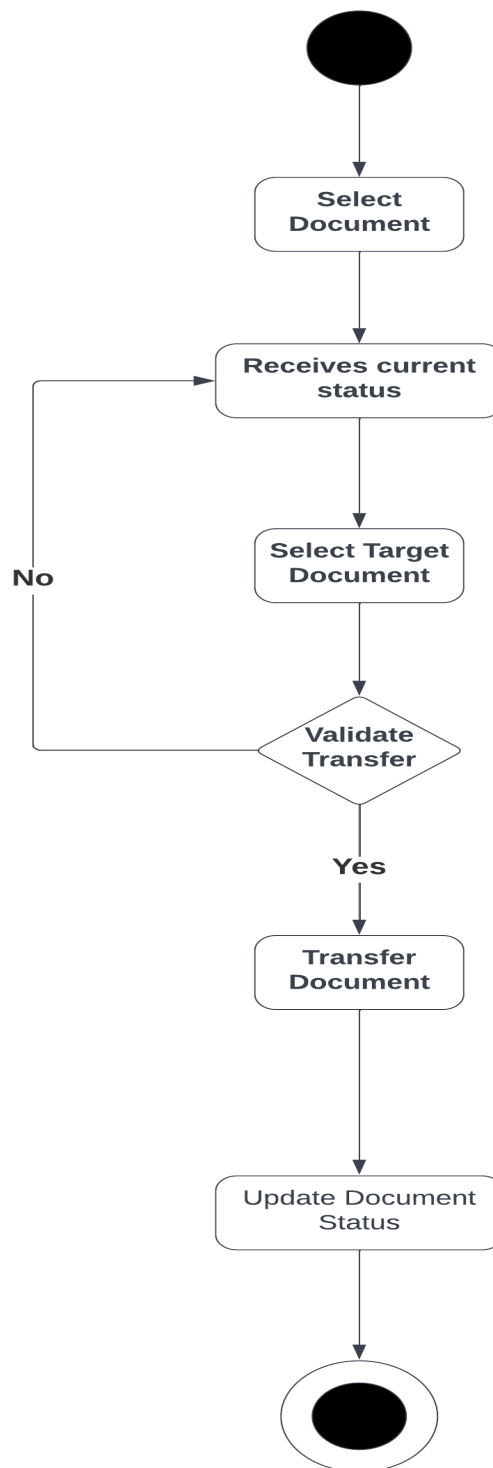 Select
Document
Receives current
status
Select Target
Document
No
Validate
Transfer
Yes
Transfer
Document
Update Document
Status